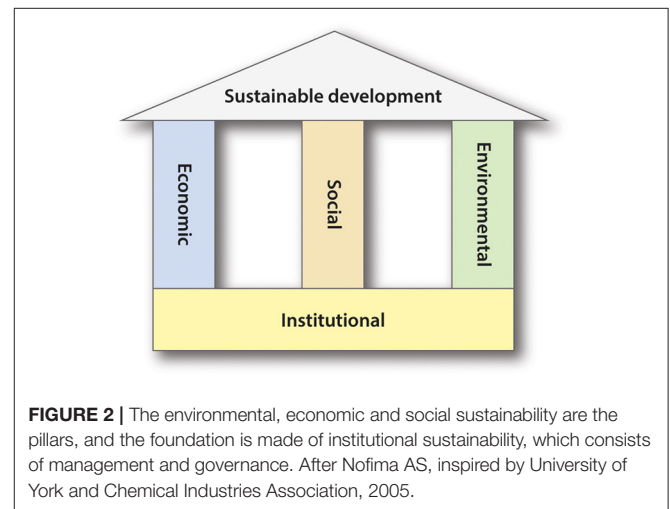 Sustainable development
Economic
Social
Environmental
Institutional
FIGURE 2 | The environmental, economic and social sustainability are the
pillars, and the foundation is made of institutional sustainability, which consists
of management and governance. After Nofima AS, inspired by University of
York and Chemical Industries Association, 2005.